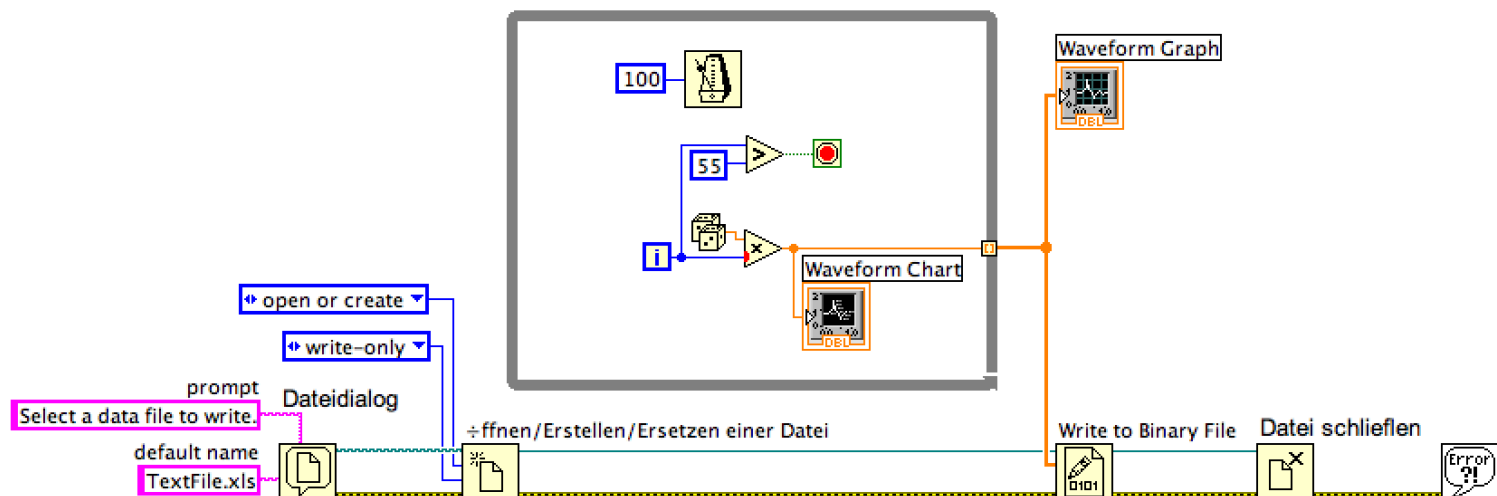 Waveform Graph
100
DBL
>
55
i
x
Waveform Chart
DBL
open or create
write-only
prompt
Select a data file to write.
Dateidialog
÷ffnen/Erstellen/Ersetzen einer Datei
Write to Binary File
Datei schlieflen
default name
TextFile.xls
0101
Error
?!